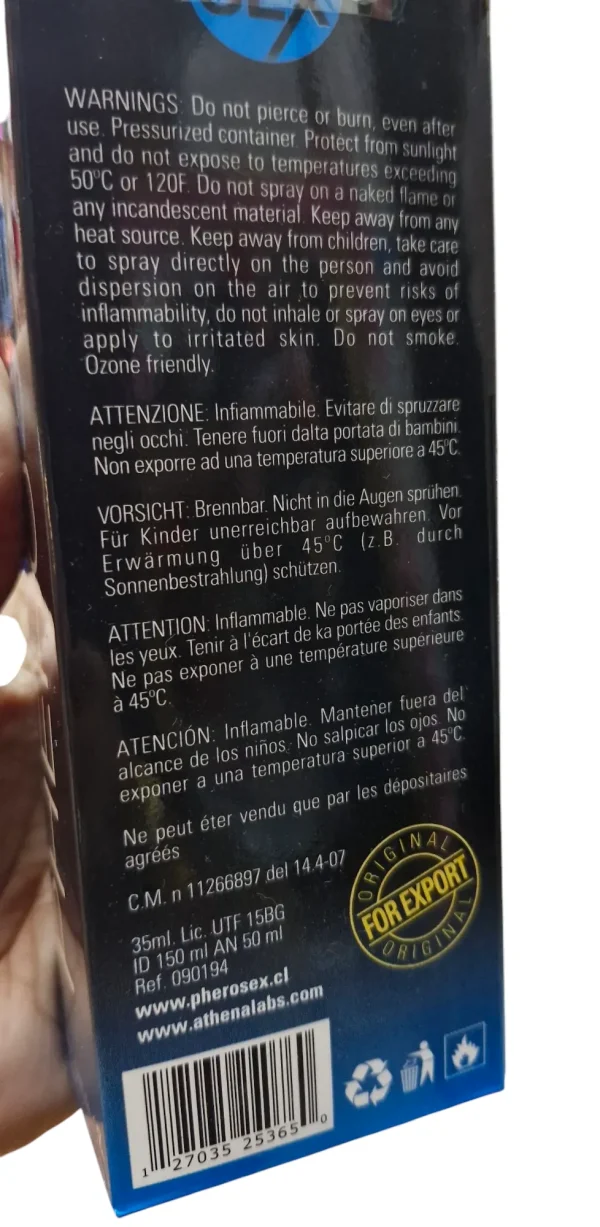 SEX
WARNINGS: Do not pierce or burn, even after
use. Pressurized container. Protect from sunlight
and do not expose to temperatures exceeding
50ºC or 120F. Do not spray on a naked flame or
any incandescent material. Keep away from any
heat source. Keep away from children, take care
to spray directly on the person and avoid
dispersion on the air to prevent risks of
inflammability, do not inhale or spray on eyes or
apply to irritated skin. Do not smoke.
Ozone friendly.
ATTENZIONE: Infiammabile. Evitare di spruzzare
negli occhi. Tenere fuori dalta portata di bambini.
Non exporre ad una temperatura superiore a 45ºC.
VORSICHT: Brennbar. Nicht in die Augen sprühen.
Für Kinder unerreichbar aufbewahren. Vor
Erwärmung über 45ºC (z.B. durch
Sonnenbestrahlung) schützen.
ATTENTION: Inflammable. Ne pas vaporiser dans
les yeux. Tenir à l'écart de ka portée des enfants.
Ne pas exponer à une température supérieure
à 45ºC.
ATENCIÓN: Inflamable. Mantener fuera del
alcance de los niños. No salpicar los ojos. No
exponer a una temperatura superior a 45ºC.
Ne peut éter vendu que par les dépositaires
agréés
C.M. n 11266897 del 14.4-07
35ml. Lic. UTF 15BG
ID 150 ml AN 50 ml
Ref. 090194
www.pherosex.cl
www.athenalabs.com
ORIGINAL
FOR EXPORT
ORIGINAL
1 27035 25365 0